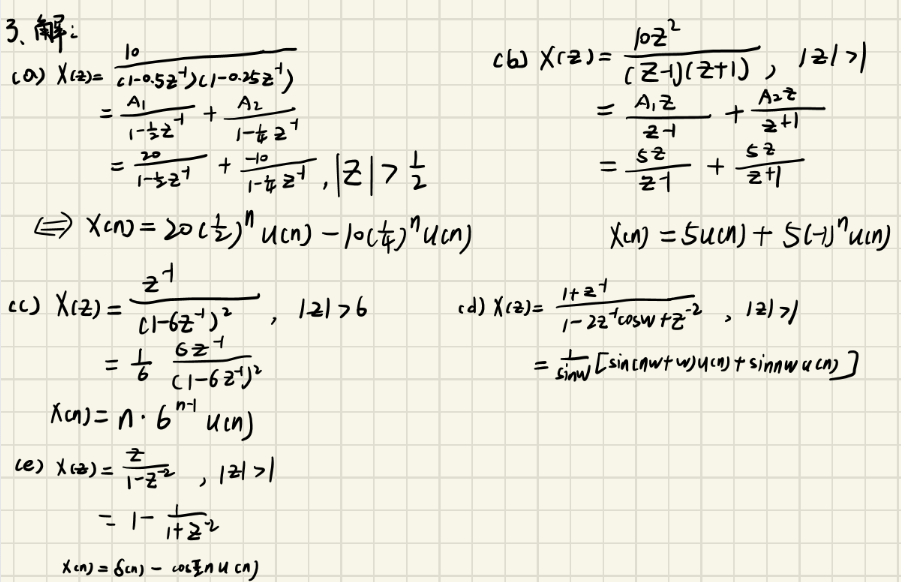 3、解:
(a) X(z)= 10/((1-0.5z⁻¹)(1-0.25z⁻¹))
= A₁/(1-½z⁻¹) + A₂/(1-¼z⁻¹)
= 20/(1-½z⁻¹) + -10/(1-¼z⁻¹) , |Z| > 1/2
⟺ X(n) = 20(½)ⁿ u(n) - 10(¼)ⁿ u(n)
(b) X(z) = 10z²/((z-1)(z+1)) , |z| > 1
= A₁z/(z-1) + A₂z/(z+1)
= 5z/(z-1) + 5z/(z+1)
X(n) = 5u(n) + 5(-1)ⁿ u(n)
(c) X(z) = z⁻¹/(1-6z⁻¹)² , |z| > 6
= 1/6 6z⁻¹/(1-6z⁻¹)²
X(n) = n · 6ⁿ⁻¹ u(n)
(d) X(z) = (1+z⁻¹)/(1-2z⁻¹cosw+z⁻²) , |z| > 1
= 1/sinw [sin(nw+w)u(n) + sinnw u(n)]
(e) X(z) = z/(1-z⁻²) , |z| > 1
= 1 - 1/(1+z⁻²)
X(n) = δ(n) - cos π/2 n u(n)